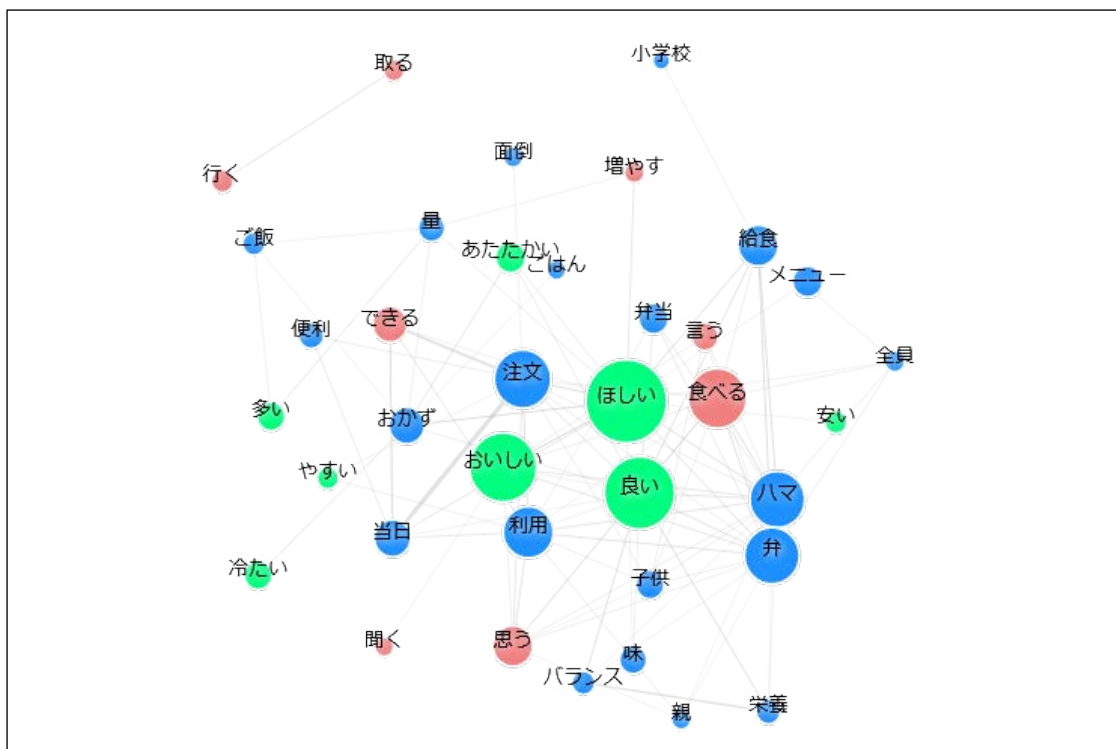 小学校
取る
面倒
増やす
行く
量
ご飯
給食
あたたかい
ごはん
メニュー
弁当
できる
便利
言う
全員
注文
ほしい
食べる
多い
おかず
安い
おいしい
やすい
良い
ハマ
当日
利用
弁
冷たい
子供
聞く
思う
味
バランス
栄養
親